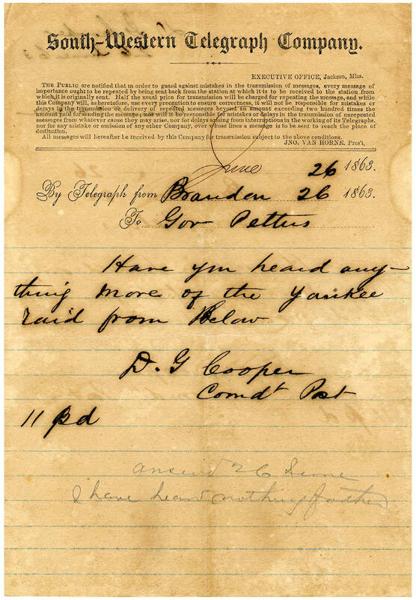 South-Western Telegraph Company.
EXECUTIVE OFFICE, Jackson, Miss.
THE PUBLIC are notified that in order to guard against mistakes in the transmission of messages, every message of
importance ought to be repeated by being sent back from the station at which it is to be received to the station from
which it is originally sent. Half the usual price for transmission will be charged for repeating the message, and while
this Company will, as heretofore, use every precaution to ensure correctness, it will not be responsible for mistakes or
delays in the transmission or delivery of repeated messages beyond an amount exceeding two hundred times the
amount paid for sending the message; nor will it be responsible for mistakes or delays in the transmission of unrepeated
messages from whatever cause they may arise, nor for delays arising from interruptions in the working of its Telegraphs
nor for any mistake or omission of any other Company, over whose lines a message is to be sent to reach the place of
destination.
All messages will hereafter be received by this Company for transmission subject to the above conditions.
JNO. VAN HORNE, Pres't.
June 26 1863.
By Telegraph from Brandon 26 1863.
To Gov Pettus
Have you heard any-
thing more of the Yankee
raid from Below
D. G Cooper
Comdt Post
11 pd
answd 26 June
I have heard nothing further